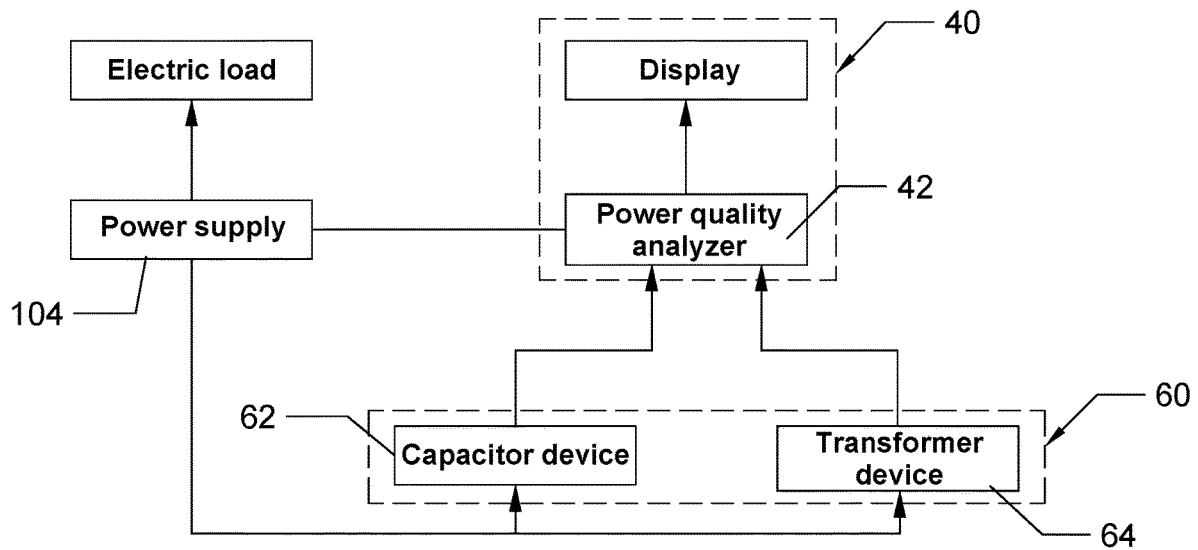 40
Electric load
Display
42
Power supply
Power quality
analyzer
104
62
60
Capacitor device
Transformer
device
64